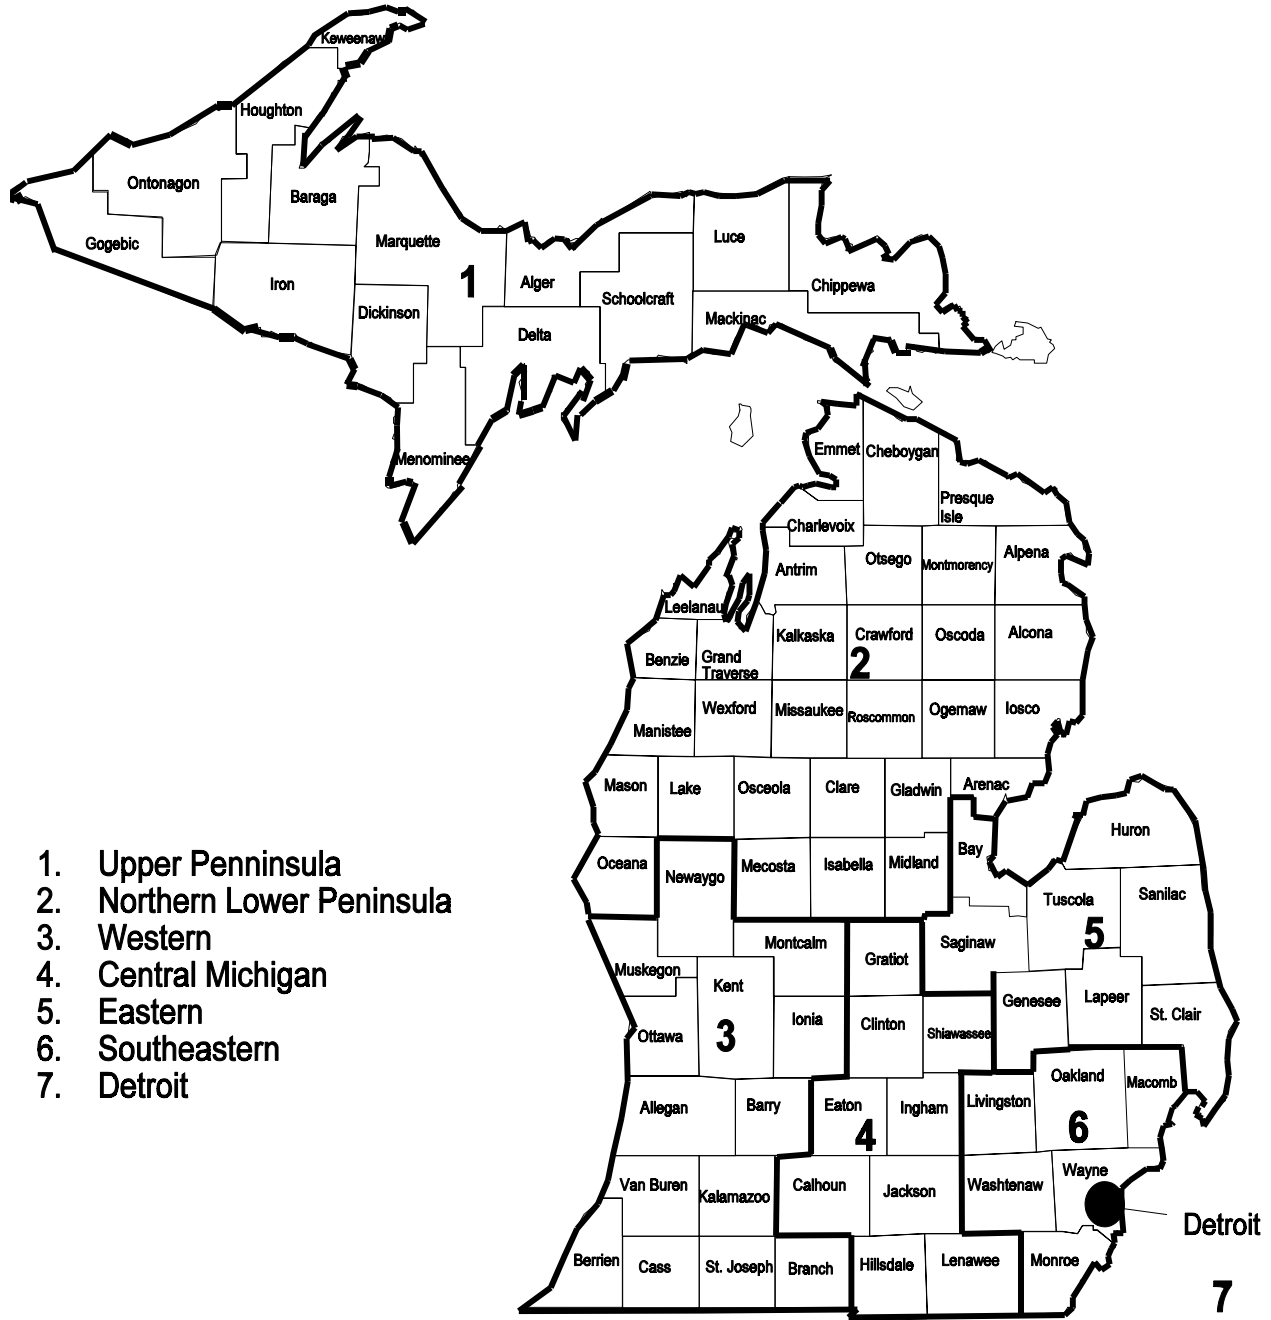 Keweenaw
Houghton
Ontonagon
Baraga
Gogebic
Marquette
Luce
1
Iron
Alger
Chippewa
Schoolcraft
Dickinson
Mackinac
Delta
Menominee
Emmet
Cheboygan
Presque
Isle
Charlevoix
Otsego
Montmorency
Alpena
Antrim
Leelanau
Kalkaska
Crawford
Oscoda
Alcona
Benzie
Grand
Traverse
2
Wexford
Missaukee
Roscommon
Ogemaw
Iosco
Manistee
Mason
Lake
Osceola
Clare
Gladwin
Arenac
Huron
Oceana
Newaygo
Mecosta
Isabella
Midland
Bay
1. Upper Penninsula
2. Northern Lower Peninsula
3. Western
4. Central Michigan
5. Eastern
6. Southeastern
7. Detroit
Tuscola
Sanilac
5
Montcalm
Gratiot
Saginaw
Muskegon
Kent
Genesee
Lapeer
St. Clair
Ottawa
3
Ionia
Clinton
Shiawassee
Oakland
Macomb
Allegan
Barry
Eaton
Ingham
Livingston
4
6
Van Buren
Kalamazoo
Calhoun
Jackson
Washtenaw
Wayne
Detroit
Berrien
Cass
St. Joseph
Branch
Hillsdale
Lenawee
Monroe
7